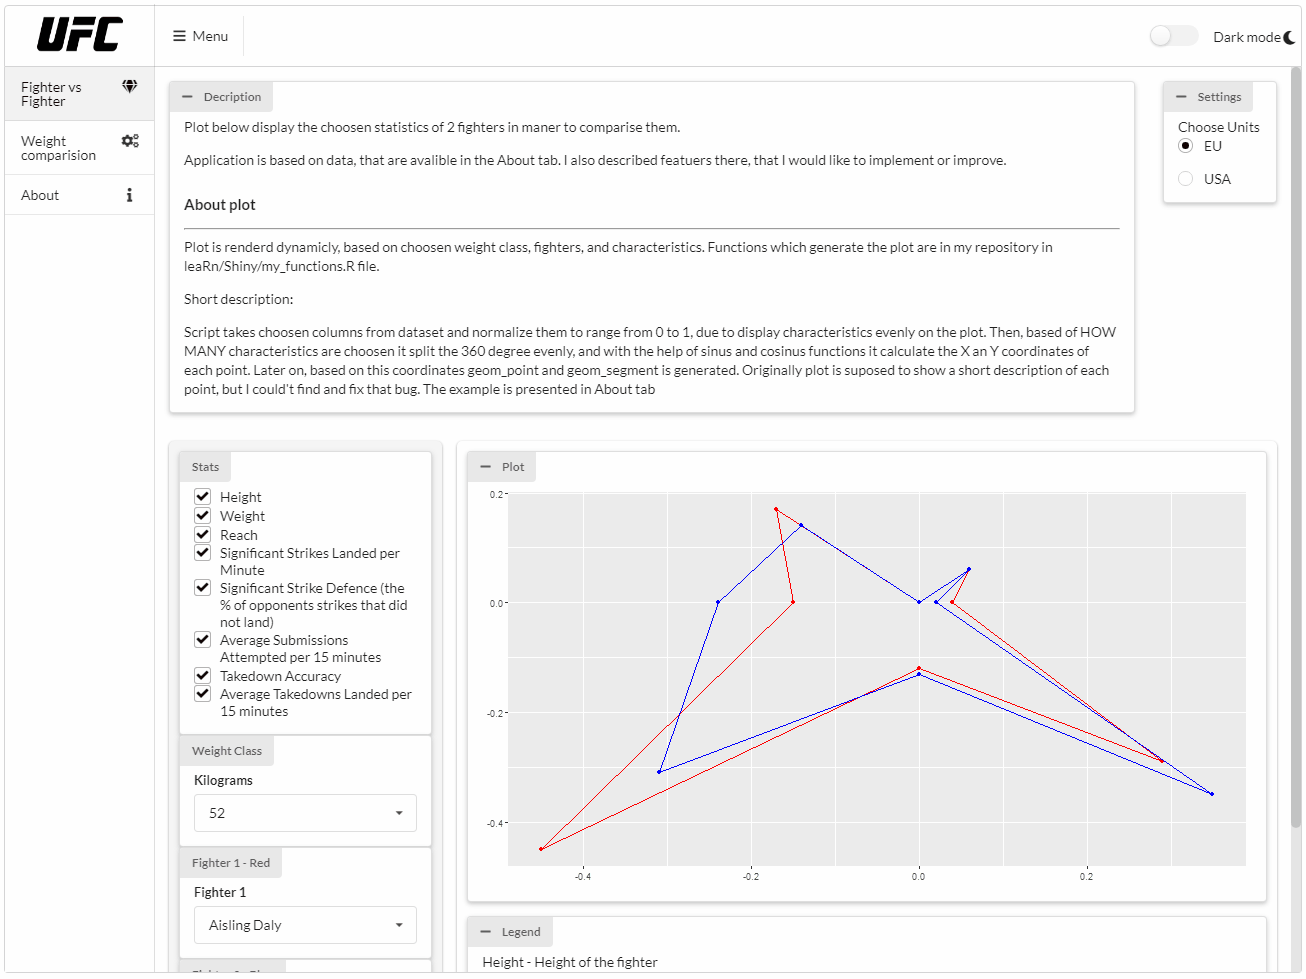 UFC
Menu
Dark mode
Fighter vs
Fighter
Weight
comparision
About
Decription
Plot below display the choosen statistics of 2 fighters in maner to comparise them.
Application is based on data, that are avalible in the About tab. I also described featuers there, that I would like to implement or improve.
About plot
Plot is renderd dynamicly, based on choosen weight class, fighters, and characteristics. Functions which generate the plot are in my repository in
leaRn/Shiny/my_functions.R file.
Short description:
Script takes choosen columns from dataset and normalize them to range from 0 to 1, due to display characteristics evenly on the plot. Then, based of HOW
MANY characteristics are choosen it split the 360 degree evenly, and with the help of sinus and cosinus functions it calculate the X an Y coordinates of
each point. Later on, based on this coordinates geom_point and geom_segment is generated. Originally plot is suposed to show a short description of each
point, but I could't find and fix that bug. The example is presented in About tab
Settings
Choose Units
EU
USA
Stats
Height
Weight
Reach
Significant Strikes Landed per
Minute
Significant Strike Defence (the
% of opponents strikes that did
not land)
Average Submissions
Attempted per 15 minutes
Takedown Accuracy
Average Takedowns Landed per
15 minutes
Weight Class
Kilograms
52
Fighter 1 - Red
Fighter 1
Aisling Daly
Plot
0.2
0.0
-0.2
-0.4
-0.4
-0.2
0.0
0.2
Legend
Height - Height of the fighter